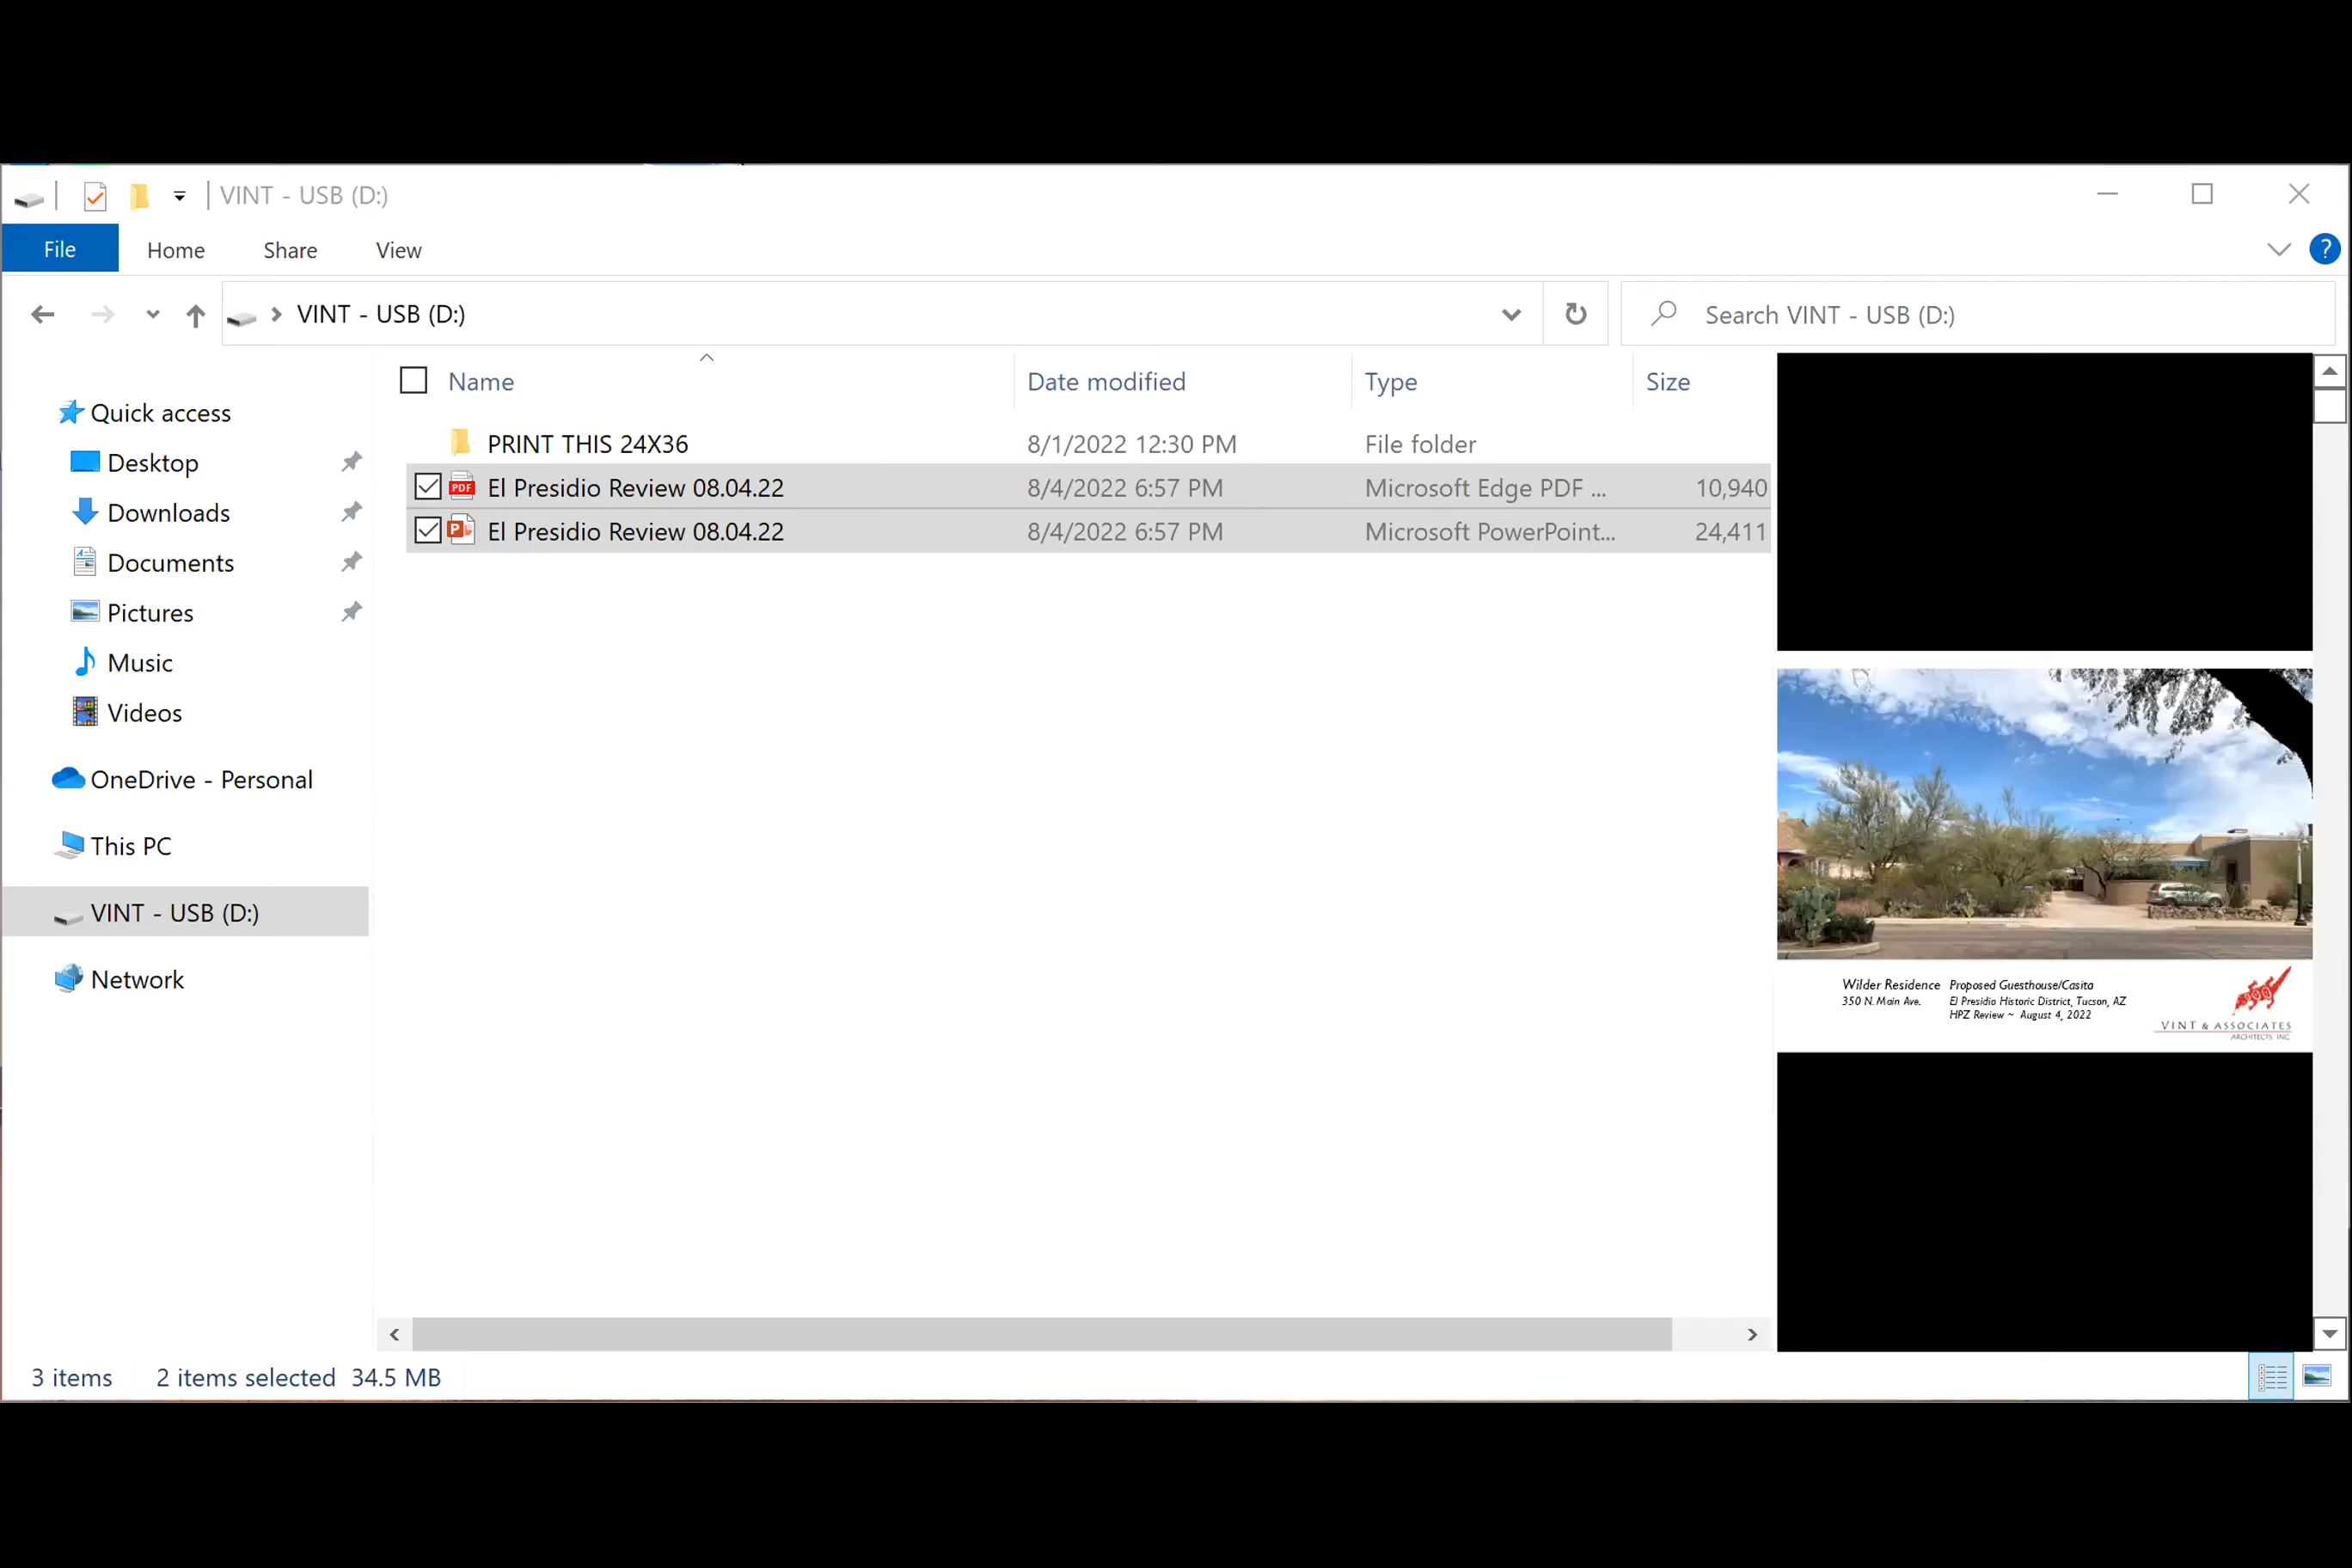 VINT - USB (D:)
File Home Share View ?
VINT - USB (D:) Search VINT - USB (D:)
Name Date modified Type Size
Quick access
Desktop
Downloads
Documents
Pictures
Music
Videos
OneDrive - Personal
This PC
VINT - USB (D:)
Network
PRINT THIS 24X36 8/1/2022 12:30 PM File folder
PDF El Presidio Review 08.04.22 8/4/2022 6:57 PM Microsoft Edge PDF ... 10,940
P El Presidio Review 08.04.22 8/4/2022 6:57 PM Microsoft PowerPoint... 24,411
Wilder Residence Proposed Guesthouse/Casita
350 N. Main Ave. El Presidio Historic District, Tucson, AZ
HPZ Review ~ August 4, 2022
VINT & ASSOCIATES
ARCHITECTS, INC
3 items 2 items selected 34.5 MB